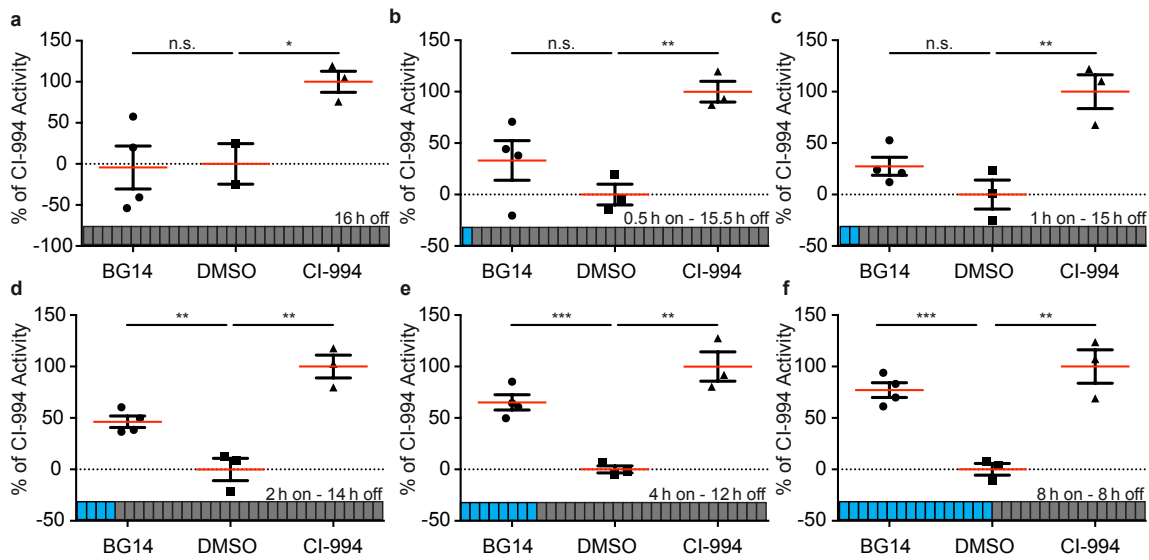 a
% of CI-994 Activity
150
100
50
0
-50
-100
n.s.
*
16 h off
BG14 DMSO CI-994
b
% of CI-994 Activity
150
100
50
0
-50
n.s.
**
0.5 h on - 15.5 h off
BG14 DMSO CI-994
c
% of CI-994 Activity
150
100
50
0
-50
n.s.
**
1 h on - 15 h off
BG14 DMSO CI-994
d
% of CI-994 Activity
150
100
50
0
-50
**
**
2 h on - 14 h off
BG14 DMSO CI-994
e
% of CI-994 Activity
150
100
50
0
-50
***
**
4 h on - 12 h off
BG14 DMSO CI-994
f
% of CI-994 Activity
150
100
50
0
-50
***
**
8 h on - 8 h off
BG14 DMSO CI-994